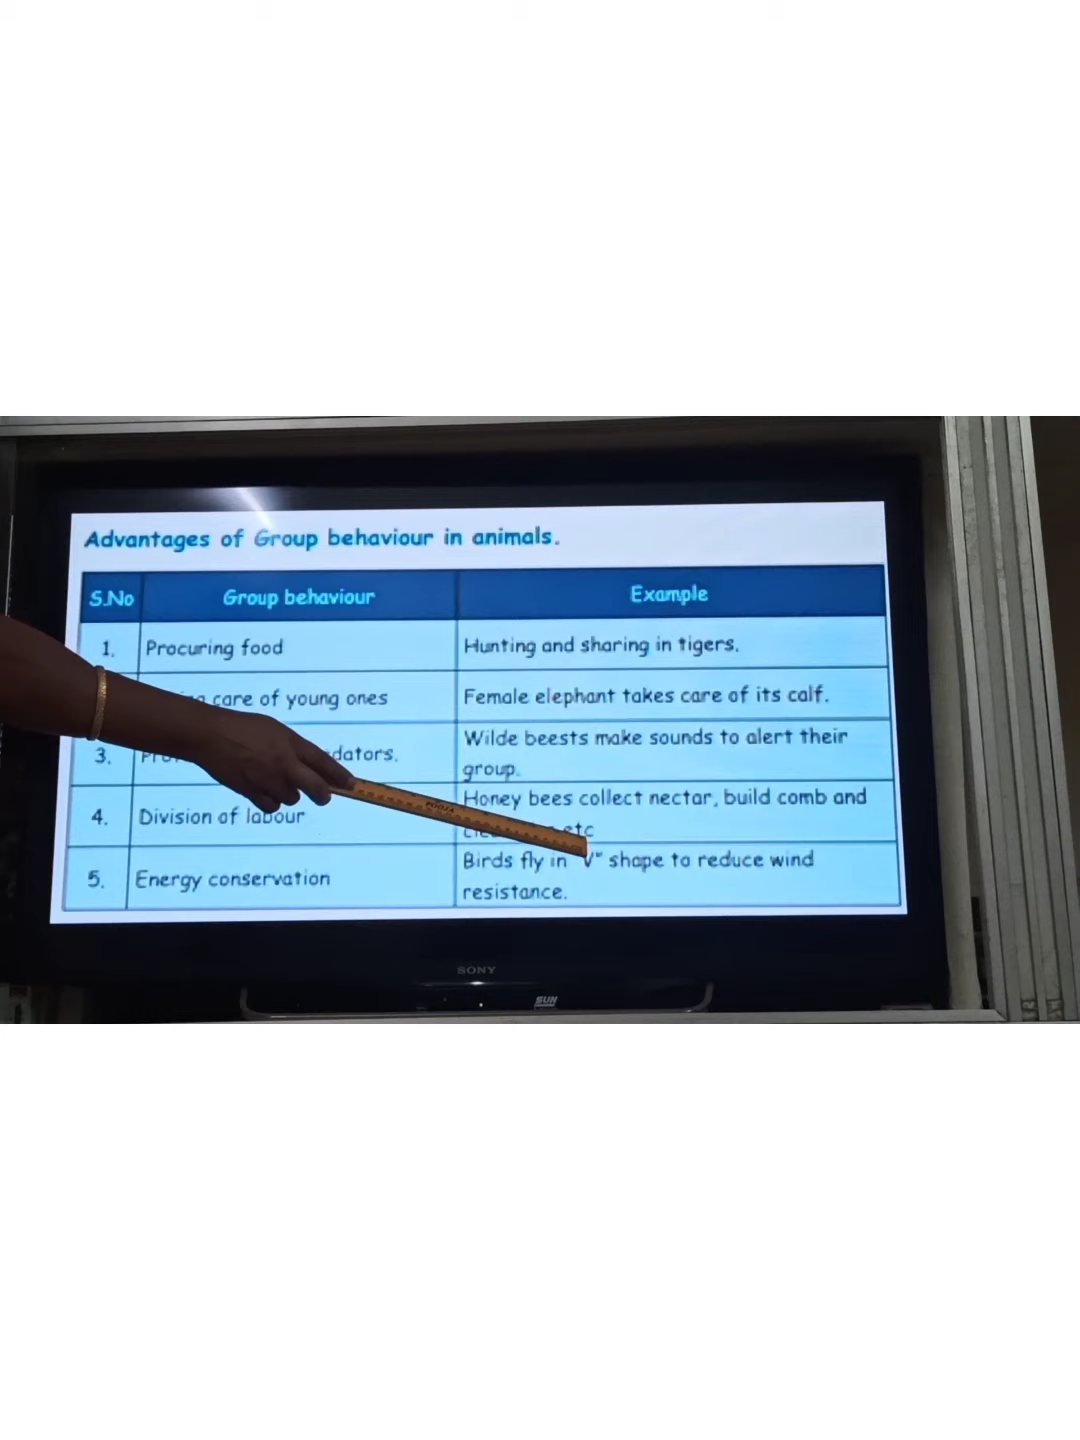 Advantages of Group behaviour in animals.
S.No Group behaviour Example
1. Procuring food Hunting and sharing in tigers.
care of young ones Female elephant takes care of its calf.
3. Wilde beests make sounds to alert their
group.
4. Division of labour Honey bees collect nectar, build comb and
etc
5. Energy conservation Birds fly in "V" shape to reduce wind
resistance.
POOJA
SONY
SUN